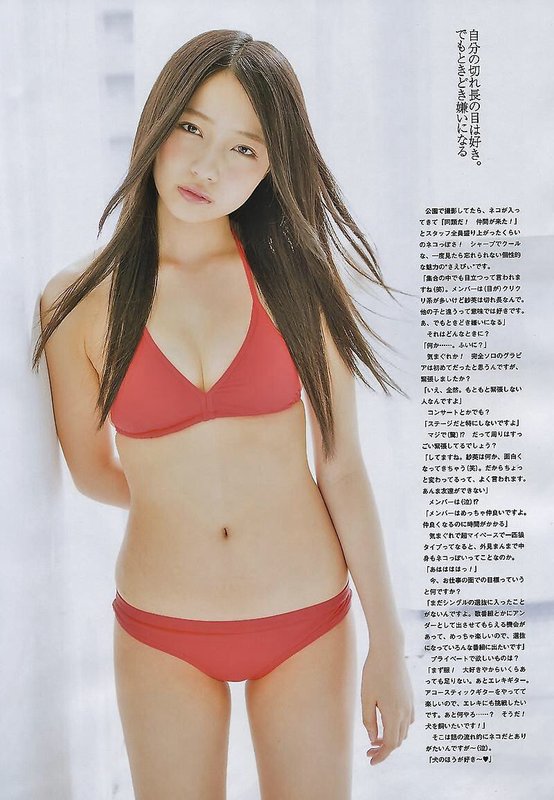 自分の切れ長の目は好き。
でもときどき嫌いになる
公園で撮影してたら、ネコが入っ
てきて「同類だ！　仲間が来た！」
とスタッフ全員盛り上がったくらい
のネコっぽさ！　シャープでクール
な、一度見たら忘れられない個性的
な魅力の“さえぴぃ”です。
「集合の中でも目立つって言われま
すね(笑)。メンバーは(目が)クリク
リ系が多いけど紗英は切れ長なんで。
他の子と違うって意味では好きです。
あ、でもときどき嫌いになる」
それはどんなときに？
「何か……。ふいに？」
気まぐれか！　完全ソロのグラビ
アは初めてだったと思うんですが、
緊張しましたか？
「いえ、全然。もともと緊張しない
人なんですよ」
コンサートとかでも？
「ステージだと特にしないですよ」
マジで(驚)!?　だって周りはすっ
ごい緊張してるでしょう？
「してますね。紗英は何か、面白く
なってきちゃう(笑)。だからちょっ
と変わってるって、よく言われます。
あんま友達ができない」
メンバーは(泣)!?
「メンバーはめっちゃ仲良いですよ。
仲良くなるのに時間がかかる」
気まぐれで超マイペースで一匹狼
タイプってなると、外見まんまで中
身もネコっぽいってことなのか。
「あはははははっ！」
今、お仕事の面での目標っていう
と何ですか？
「まだシングルの選抜に入ったこと
がないんですよ。歌番組とかにアン
ダーとして出させてもらえる機会が
あって、めっちゃ楽しいので、選抜
になっていろんな番組に出たいです」
プライベートで欲しいものは？
「まず服！　大好きやからいくらあ
っても足りない。あとエレキギター。
アコースティックギターをやってて
楽しいので、エレキにも挑戦したい
です。あと何やろ……？　そうだ！
犬を飼いたいです！」
そこは話の流れ的にネコだとあり
がたいんですが〜(泣)。
「犬のほうが好き〜♥」